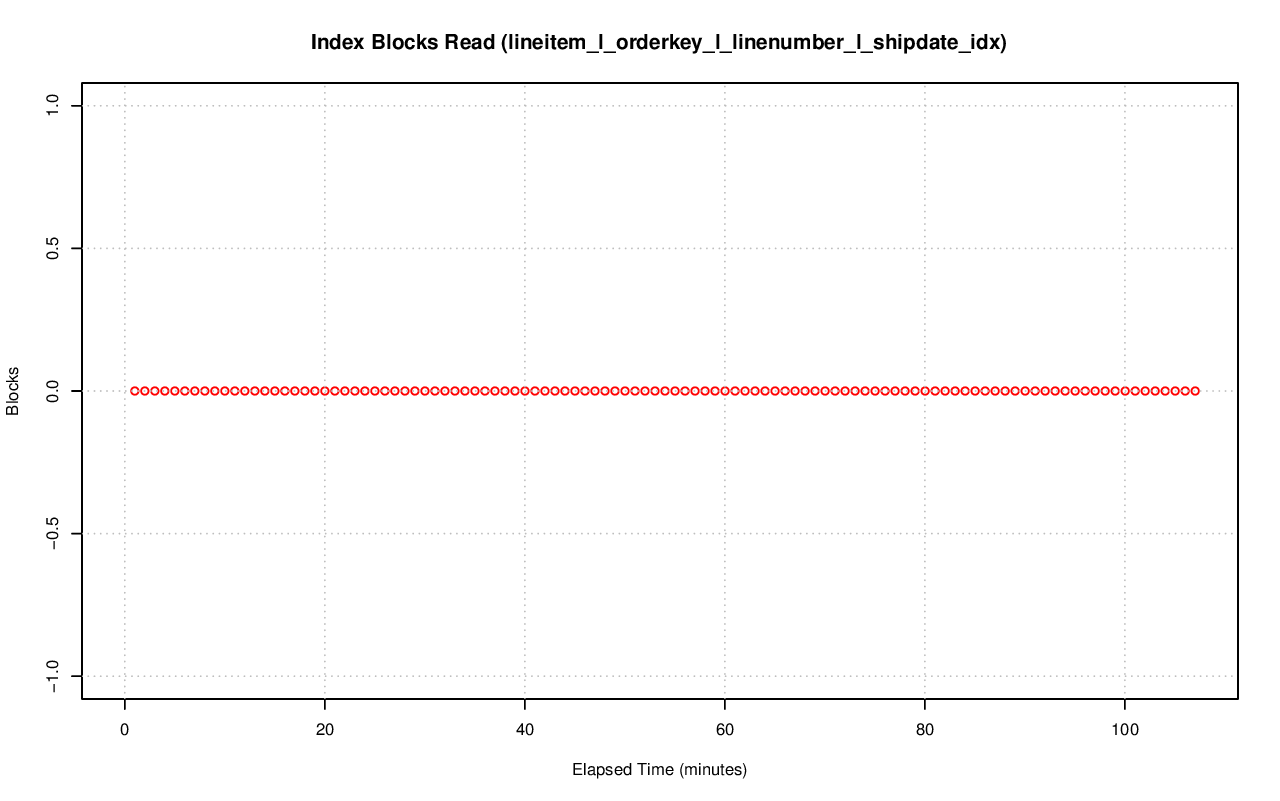 Index Blocks Read (lineitem_l_orderkey_l_linenumber_l_shipdate_idx)
1.0
0.5
0.0
−0.5
−1.0
Blocks
0 20 40 60 80 100
Elapsed Time (minutes)